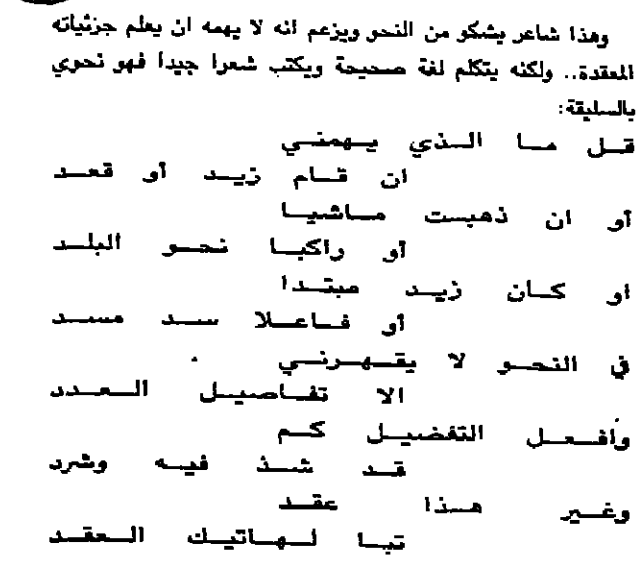 وهذا شاعر يشكو من النحو ويزعم انه لا يهمه ان يعلم جزئياته
المعقدة.. ولكنه يتكلم لغة صحيحة ويكتب شعرا جيدا فهو نحوي
بالسليقة:
قل ما الذي يهمني
ان قام زيد أو قعد
أو ان ذهبت ماشيا
أو راكبا نحو البلد
او كان زيد مبتدا
أو فاعلا سد مسد
في النحو لا يقهرني
الا تفاصيل العدد
وافعل التفضيل كم
قد شذ فيه وشرد
وغير هذا عقد
تبا لهاتيك العقد